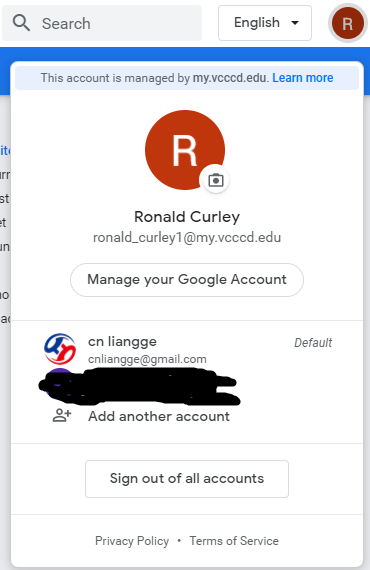 Search
English
R
This account is managed by my.vcccd.edu. Learn more
R
Ronald Curley
ronald_curley1@my.vcccd.edu
Manage your Google Account
cn liangge
Default
cnliangge@gmail.com
Add another account
Sign out of all accounts
Privacy Policy • Terms of Service